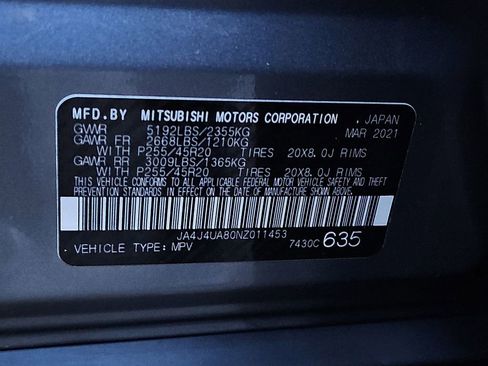 MFD.BY MITSUBISHI MOTORS CORPORATION JAPAN
GVWR 5192LBS/2355KG MAR 2021
GAWR FR 2668LBS/1210KG
WITH P255/45R20 TIRES 20X8.0J RIMS
GAWR RR 3009LBS/1365KG
WITH P255/45R20 TIRES 20X8.0J RIMS
THIS VEHICLE CONFORMS TO ALL APPLICABLE FEDERAL MOTOR VEHICLE SAFETY AND THEFT
PREVENTION STANDARDS IN EFFECT ON THE DATE OF MANUFACTURE SHOWN ABOVE.
JA4J4UA80NZ011453
VEHICLE TYPE: MPV 7430C 635